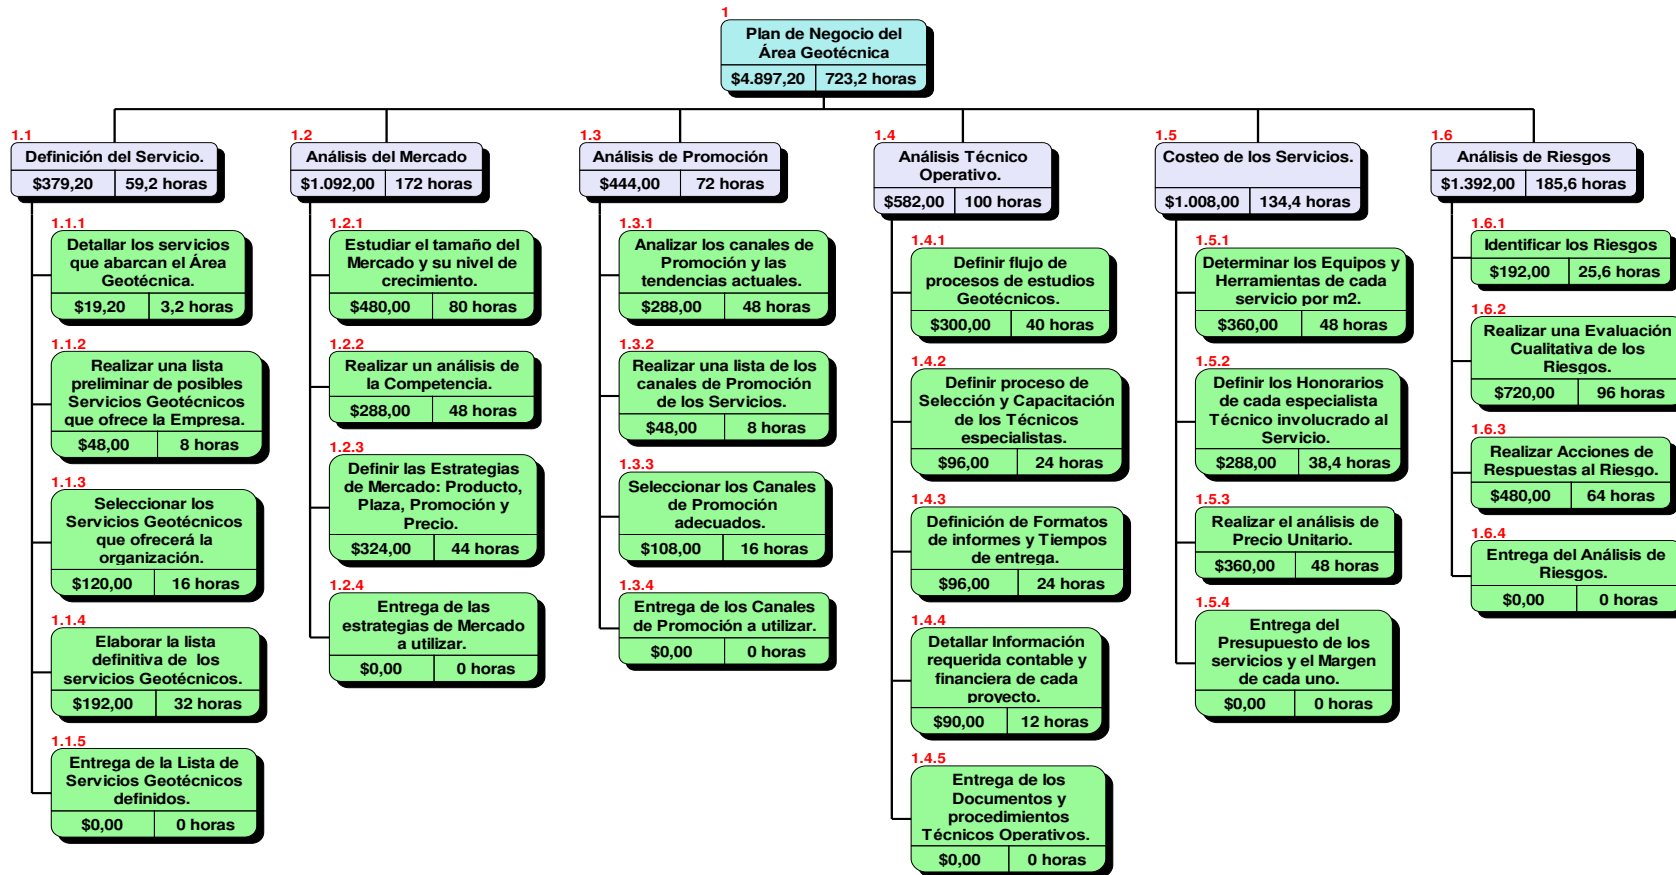 1
Plan de Negocio del
Área Geotécnica
$4.897,20 723,2 horas
1.1
Definición del Servicio.
$379,20 59,2 horas
1.1.1
Detallar los servicios
que abarcan el Área
Geotécnica.
$19,20 3,2 horas
1.1.2
Realizar una lista
preliminar de posibles
Servicios Geotécnicos
que ofrece la Empresa.
$48,00 8 horas
1.1.3
Seleccionar los
Servicios Geotécnicos
que ofrecerá la
organización.
$120,00 16 horas
1.1.4
Elaborar la lista
definitiva de los
servicios Geotécnicos.
$192,00 32 horas
1.1.5
Entrega de la Lista de
Servicios Geotécnicos
definidos.
$0,00 0 horas
1.2
Análisis del Mercado
$1.092,00 172 horas
1.2.1
Estudiar el tamaño del
Mercado y su nivel de
crecimiento.
$480,00 80 horas
1.2.2
Realizar un análisis de
la Competencia.
$288,00 48 horas
1.2.3
Definir las Estrategias
de Mercado: Producto,
Plaza, Promoción y
Precio.
$324,00 44 horas
1.2.4
Entrega de las
estrategias de Mercado
a utilizar.
$0,00 0 horas
1.3
Análisis de Promoción
$444,00 72 horas
1.3.1
Analizar los canales de
Promoción y las
tendencias actuales.
$288,00 48 horas
1.3.2
Realizar una lista de los
canales de Promoción
de los Servicios.
$48,00 8 horas
1.3.3
Seleccionar los Canales
de Promoción
adecuados.
$108,00 16 horas
1.3.4
Entrega de los Canales
de Promoción a utilizar.
$0,00 0 horas
1.4
Análisis Técnico
Operativo.
$582,00 100 horas
1.4.1
Definir flujo de
procesos de estudios
Geotécnicos.
$300,00 40 horas
1.4.2
Definir proceso de
Selección y Capacitación
de los Técnicos
especialistas.
$96,00 24 horas
1.4.3
Definición de Formatos
de informes y Tiempos
de entrega.
$96,00 24 horas
1.4.4
Detallar Información
requerida contable y
financiera de cada
proyecto.
$90,00 12 horas
1.4.5
Entrega de los
Documentos y
procedimientos
Técnicos Operativos.
$0,00 0 horas
1.5
Costeo de los Servicios.
$1.008,00 134,4 horas
1.5.1
Determinar los Equipos y
Herramientas de cada
servicio por m2.
$360,00 48 horas
1.5.2
Definir los Honorarios
de cada especialista
Técnico involucrado al
Servicio.
$288,00 38,4 horas
1.5.3
Realizar el análisis de
Precio Unitario.
$360,00 48 horas
1.5.4
Entrega del
Presupuesto de los
servicios y el Margen
de cada uno.
$0,00 0 horas
1.6
Análisis de Riesgos
$1.392,00 185,6 horas
1.6.1
Identificar los Riesgos
$192,00 25,6 horas
1.6.2
Realizar una Evaluación
Cualitativa de los
Riesgos.
$720,00 96 horas
1.6.3
Realizar Acciones de
Respuestas al Riesgo.
$480,00 64 horas
1.6.4
Entrega del Análisis de
Riesgos.
$0,00 0 horas